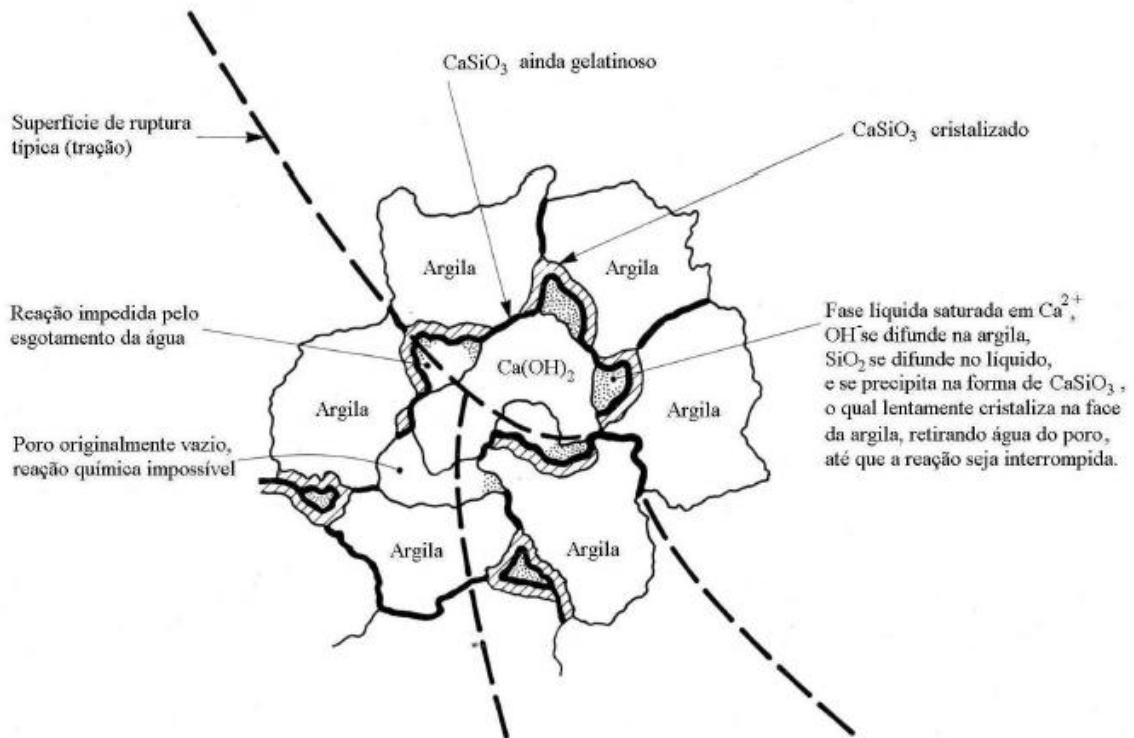 CaSiO₃ ainda gelatinoso
Superfície de ruptura
típica (tração)
CaSiO₃ cristalizado
Argila
Argila
Reação impedida pelo
esgotamento da água
Fase líquida saturada em Ca²⁺,
OH⁻ se difunde na argila,
SiO₂ se difunde no líquido,
e se precipita na forma de CaSiO₃ ,
o qual lentamente cristaliza na face
da argila, retirando água do poro,
até que a reação seja interrompida.
Ca(OH)₂
Argila
Argila
Poro originalmente vazio,
reação química impossível
Argila
Argila